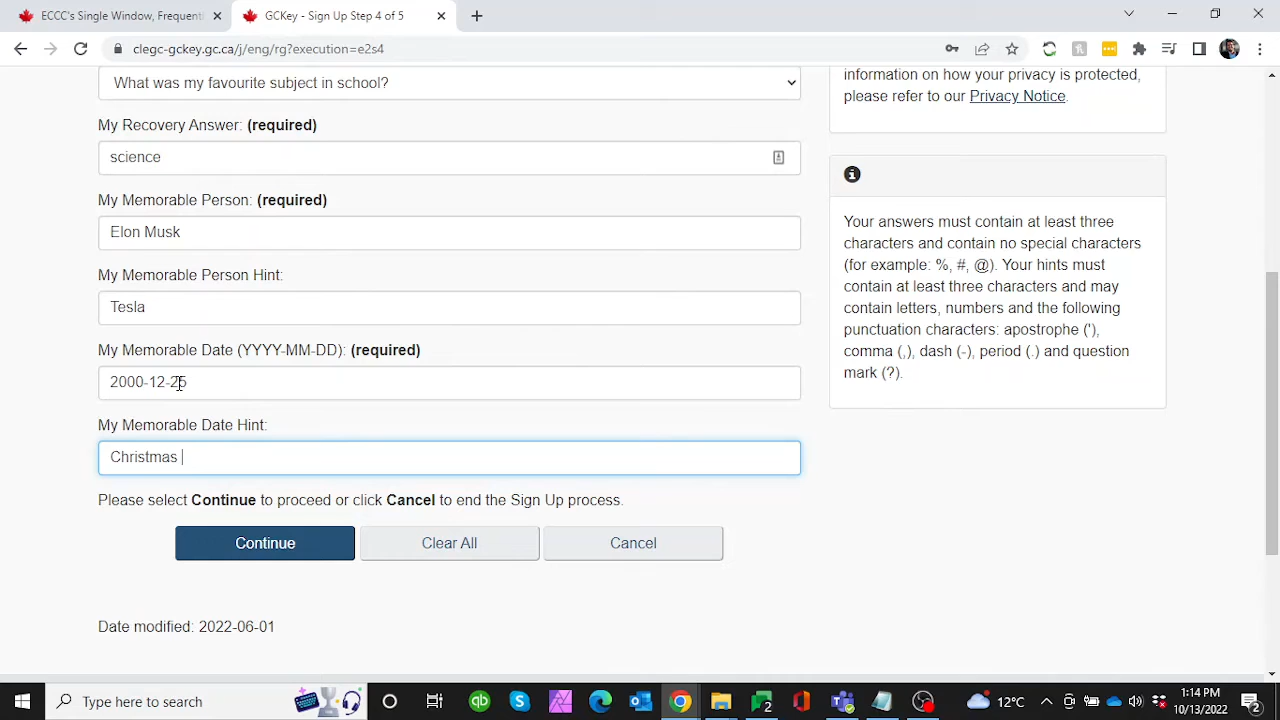 ECCC's Single Window, Frequent
GCKey - Sign Up Step 4 of 5
clegc-gckey.gc.ca/j/eng/rg?execution=e2s4
What was my favourite subject in school?
My Recovery Answer: (required)
science
My Memorable Person: (required)
Elon Musk
My Memorable Person Hint:
Tesla
My Memorable Date (YYYY-MM-DD): (required)
2000-12-25
My Memorable Date Hint:
Christmas
Please select Continue to proceed or click Cancel to end the Sign Up process.
Continue
Clear All
Cancel
Date modified: 2022-06-01
information on how your privacy is protected,
please refer to our Privacy Notice.
Your answers must contain at least three
characters and contain no special characters
(for example: %, #, @). Your hints must
contain at least three characters and may
contain letters, numbers and the following
punctuation characters: apostrophe ('),
comma (,), dash (-), period (.) and question
mark (?).
Type here to search
12°C
1:14 PM
10/13/2022